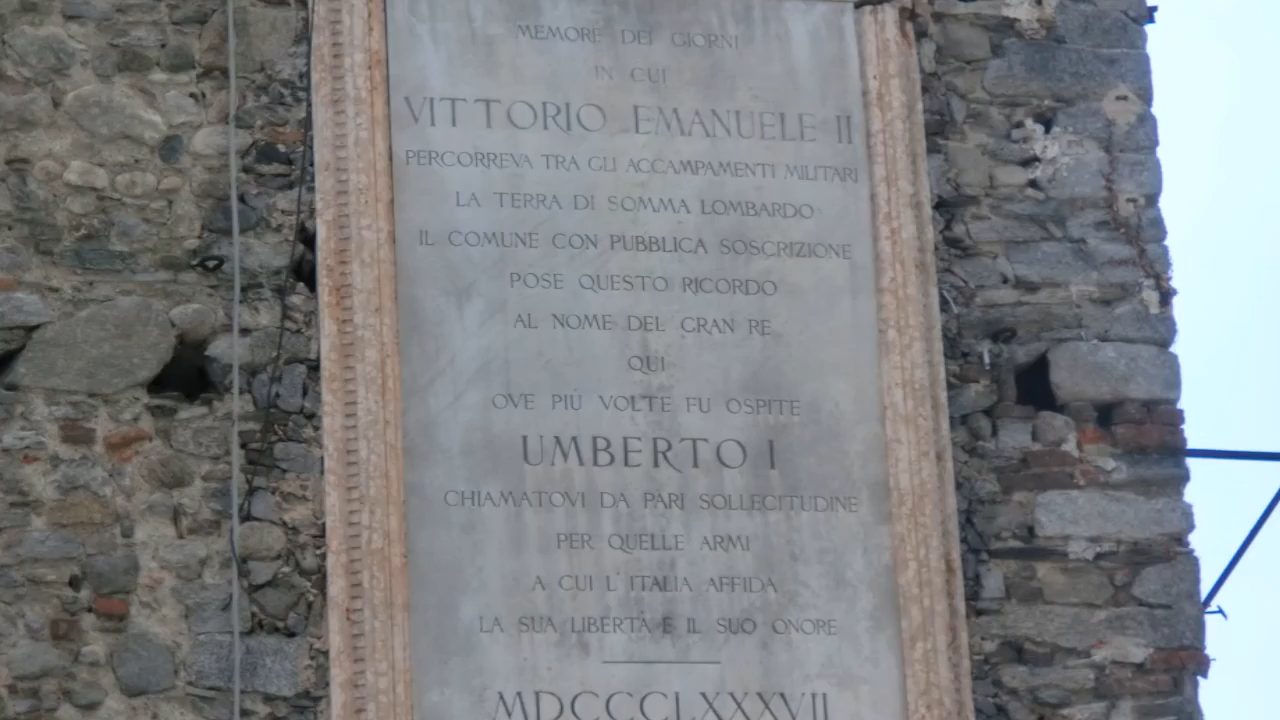 MEMORE DEI GIORNI
IN CUI
VITTORIO EMANUELE II
PERCORREVA TRA GLI ACCAMPAMENTI MILITARI
LA TERRA DI SOMMA LOMBARDO
IL COMUNE CON PUBBLICA SOSCRIZIONE
POSE QUESTO RICORDO
AL NOME DEL GRAN RE
QUI
OVE PIÙ VOLTE FU OSPITE
UMBERTO I
CHIAMATOVI DA PARI SOLLECITUDINE
PER QUELLE ARMI
A CUI L'ITALIA AFFIDA
LA SUA LIBERTÀ E IL SUO ONORE
MDCCCLXXXVII